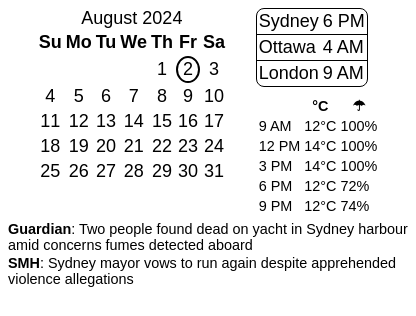 August 2024
Su Mo Tu We Th Fr Sa
1 2 3
4 5 6 7 8 9 10
11 12 13 14 15 16 17
18 19 20 21 22 23 24
25 26 27 28 29 30 31
Sydney 6 PM
Ottawa 4 AM
London 9 AM
°C ☂
9 AM 12°C 100%
12 PM 14°C 100%
3 PM 14°C 100%
6 PM 12°C 72%
9 PM 12°C 74%
Guardian: Two people found dead on yacht in Sydney harbour
amid concerns fumes detected aboard
SMH: Sydney mayor vows to run again despite apprehended
violence allegations